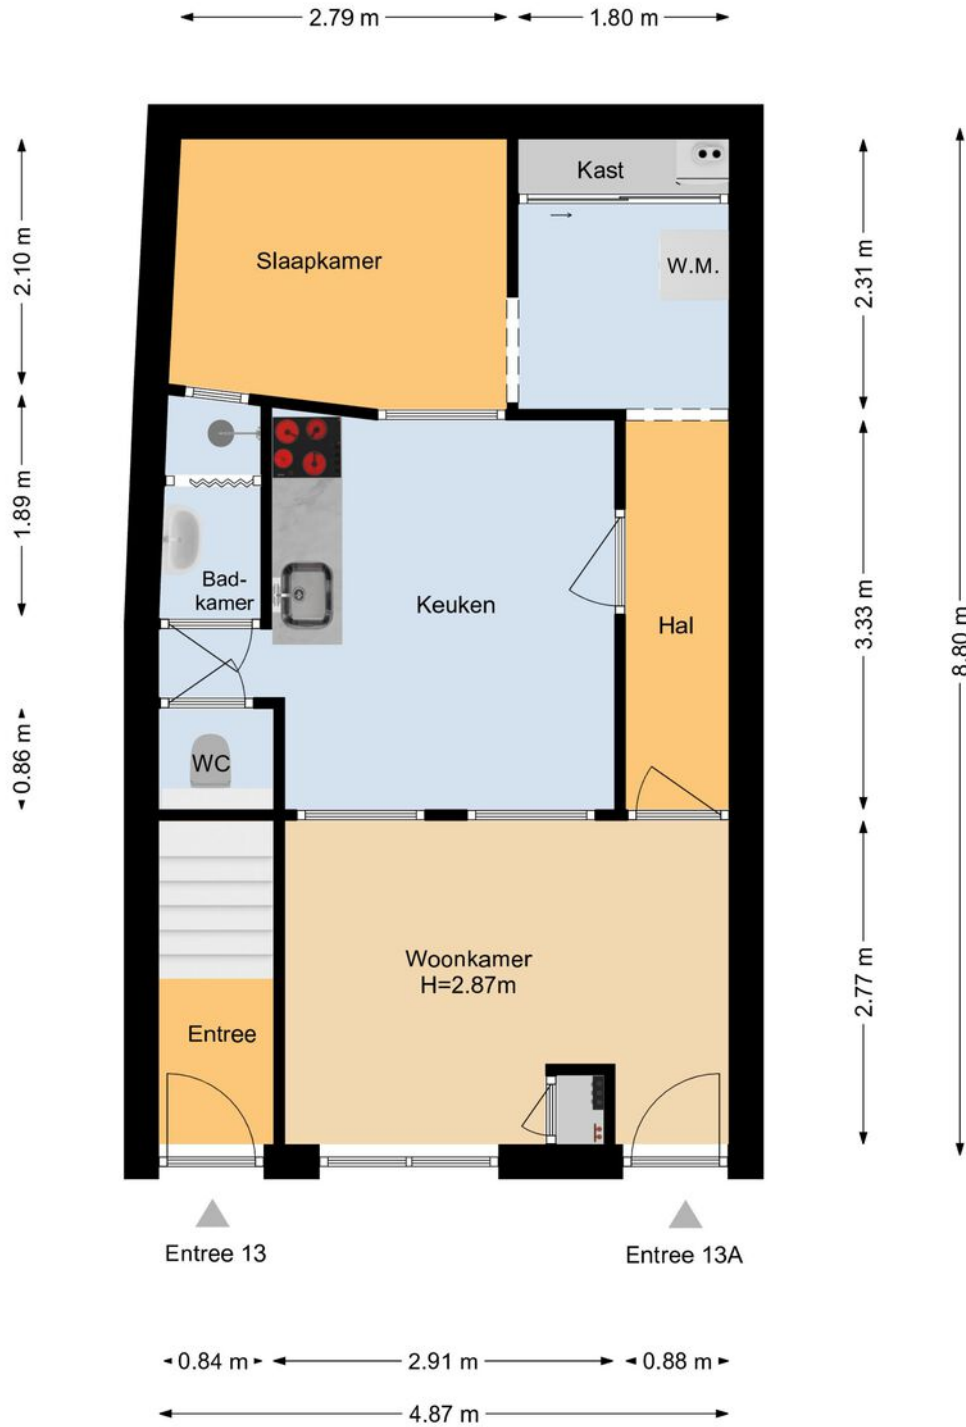 2.79 m
1.80 m
Kast
Slaapkamer
W.M.
2.10 m
2.31 m
1.89 m
Bad-
kamer
Keuken
Hal
3.33 m
8.80 m
0.86 m
WC
Woonkamer
H=2.87m
2.77 m
Entree
Entree 13
Entree 13A
0.84 m
2.91 m
0.88 m
4.87 m